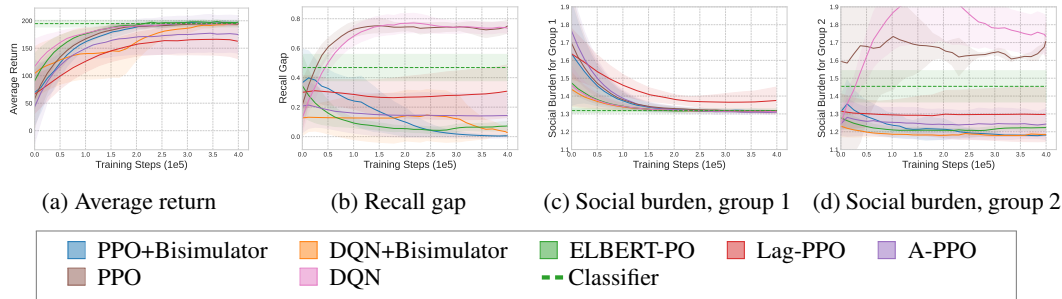 Average Return
200
150
100
50
0
0.0 0.5 1.0 1.5 2.0 2.5 3.0 3.5 4.0
Training Steps (1e5)
(a) Average return
Recall Gap
0.8
0.6
0.4
0.2
0.0
0.0 0.5 1.0 1.5 2.0 2.5 3.0 3.5 4.0
Training Steps (1e5)
(b) Recall gap
Social Burden for Group 1
1.9
1.8
1.7
1.6
1.5
1.4
1.3
1.2
1.1
0.0 0.5 1.0 1.5 2.0 2.5 3.0 3.5 4.0
Training Steps (1e5)
(c) Social burden, group 1
Social Burden for Group 2
1.9
1.8
1.7
1.6
1.5
1.4
1.3
1.2
1.1
0.0 0.5 1.0 1.5 2.0 2.5 3.0 3.5 4.0
Training Steps (1e5)
(d) Social burden, group 2
PPO+Bisimulator DQN+Bisimulator ELBERT-PO Lag-PPO A-PPO
PPO DQN Classifier